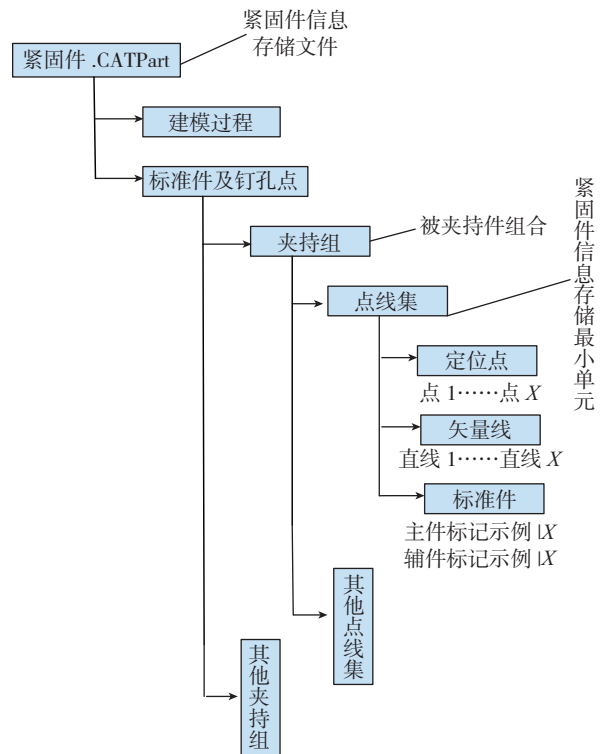 紧固件信息
存储文件
紧固件 .CATPart
建模过程
标准件及钉孔点
夹持组
被夹持件组合
紧固件信息存储最小单元
点线集
定位点
点 1……点 X
矢量线
直线 1……直线 X
标准件
主件标记示例 |X
辅件标记示例 |X
其他点线集
其他夹持组